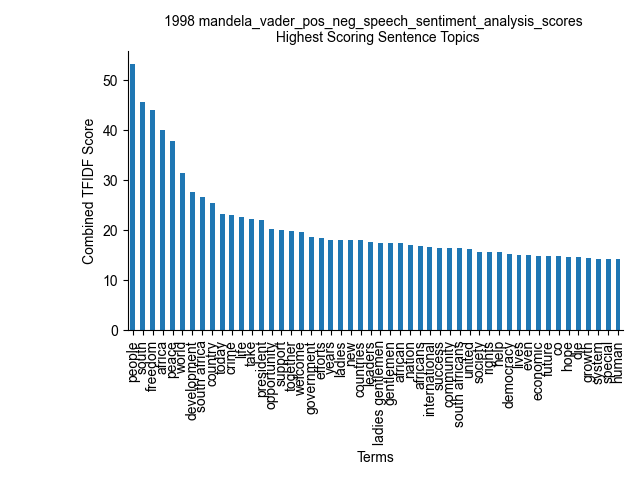 1998 mandela_vader_pos_neg_speech_sentiment_analysis_scores
Highest Scoring Sentence Topics
Combined TFIDF Score
50
40
30
20
10
0
people
south
freedom
africa
peace
world
development
south africa
country
today
crime
life
take
president
opportunity
support
together
welcome
government
efforts
years
ladies
new
countries
leaders
ladies gentlemen
gentlemen
african
nation
africans
international
success
community
south africans
united
society
rights
help
democracy
lives
even
economic
future
co
hope
die
growth
system
special
human
Terms